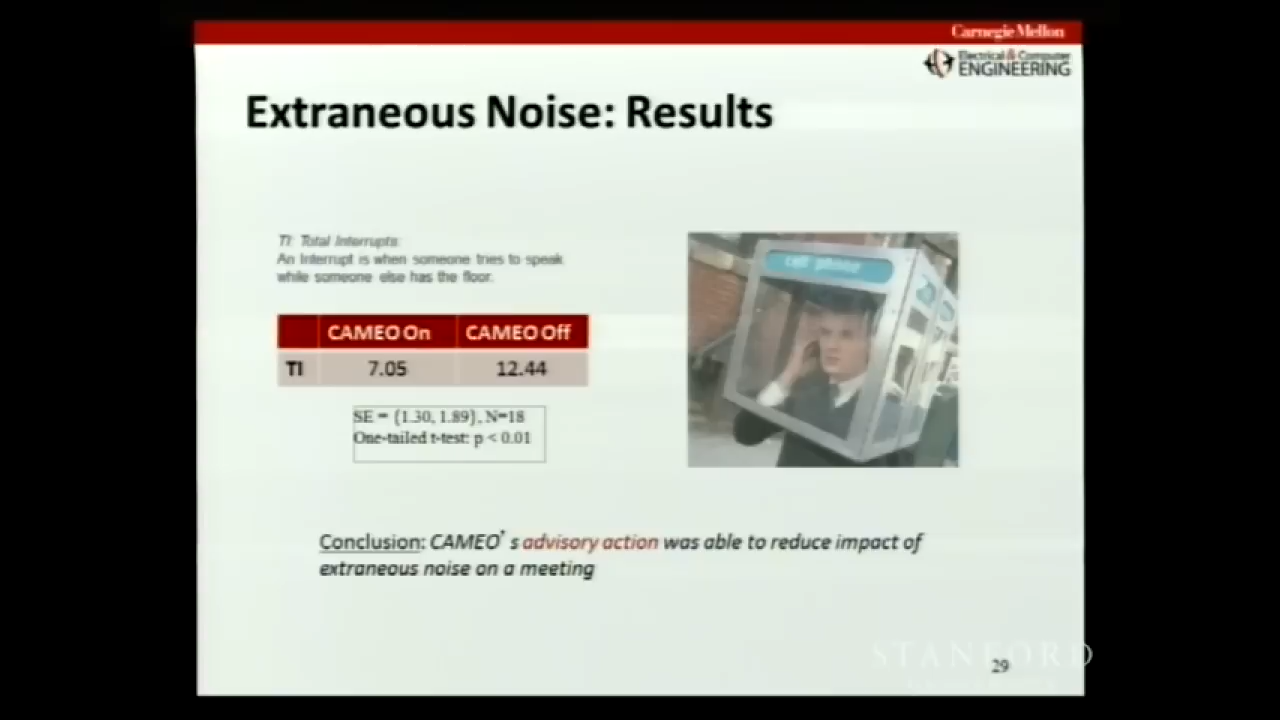 Carnegie Mellon
Electrical & Computer
ENGINEERING
Extraneous Noise: Results
TI: Total Interrupts:
An Interrupt is when someone tries to speak
while someone else has the floor.
CAMEO On CAMEO Off
TI 7.05 12.44
SE = {1.30, 1.89}, N=18
One-tailed t-test: p < 0.01
cell phone
Conclusion: CAMEO' s advisory action was able to reduce impact of
extraneous noise on a meeting
STANFORD
29